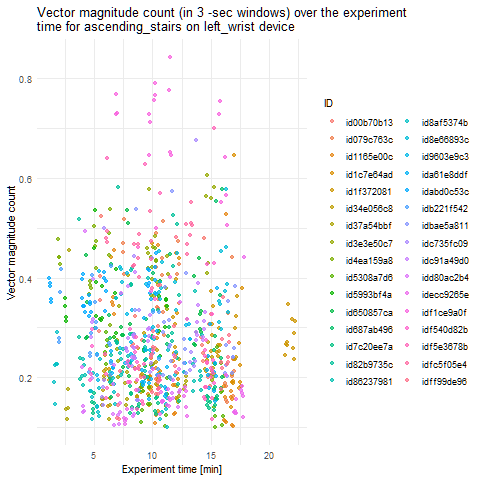 Vector magnitude count (in 3 -sec windows) over the experiment
time for ascending_stairs on left_wrist device
Vector magnitude count
0.8
0.6
0.4
0.2
5
10
15
20
Experiment time [min]
ID
id00b70b13
id079c763c
id1165e00c
id1c7e64ad
id1f372081
id34e056c8
id37a54bbf
id3e3e50c7
id4ea159a8
id5308a7d6
id5993bf4a
id650857ca
id687ab496
id7c20ee7a
id82b9735c
id86237981
id8af5374b
id8e66893c
id9603e9c3
ida61e8ddf
idabd0c53c
idb221f542
idbae5a811
idc735fc09
idc91a49d0
idd80ac2b4
idecc9265e
idf1ce9a0f
idf540d82b
idf5e3678b
idfc5f05e4
idff99de96